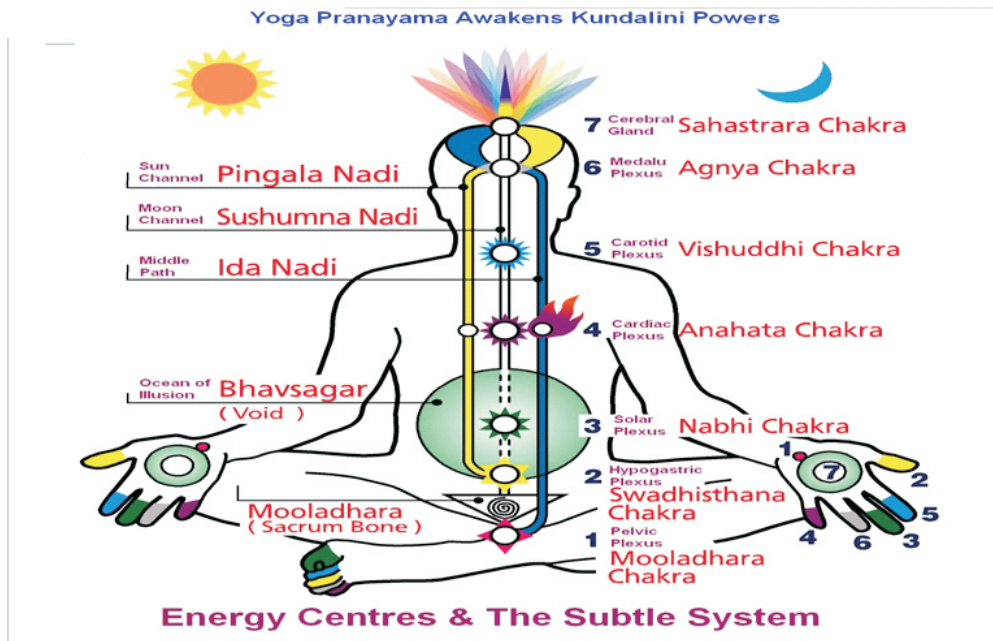 Yoga Pranayama Awakens Kundalini Powers
7 Cerebral Gland Sahastrara Chakra
Sun Channel Pingala Nadi
6 Medalu Plexus Agnya Chakra
Moon Channel Sushumna Nadi
5 Carotid Plexus Vishuddhi Chakra
Middle Path Ida Nadi
4 Cardiac Plexus Anahata Chakra
Ocean of Illusion Bhavsagar
( Void )
3 Solar Plexus Nabhi Chakra
2 Hypogastric Plexus
Swadhisthana
Chakra
Mooladhara
( Sacrum Bone )
1 Pelvic Plexus
Mooladhara
Chakra
1
7
2
5
4
6
3
Energy Centres & The Subtle System